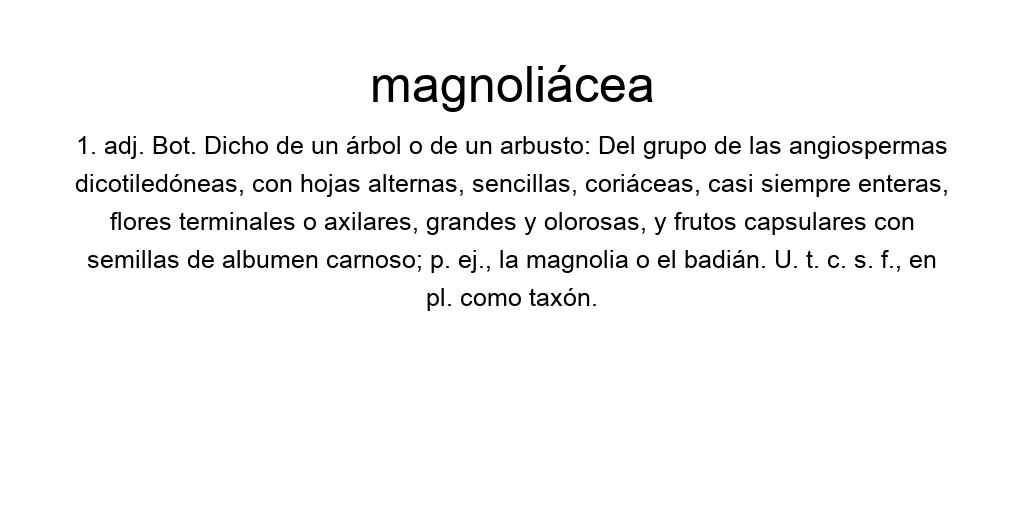 magnoliácea
1. adj. Bot. Dicho de un árbol o de un arbusto: Del grupo de las angiospermas
dicotiledóneas, con hojas alternas, sencillas, coriáceas, casi siempre enteras,
flores terminales o axilares, grandes y olorosas, y frutos capsulares con
semillas de albumen carnoso; p. ej., la magnolia o el badián. U. t. c. s. f., en
pl. como taxón.